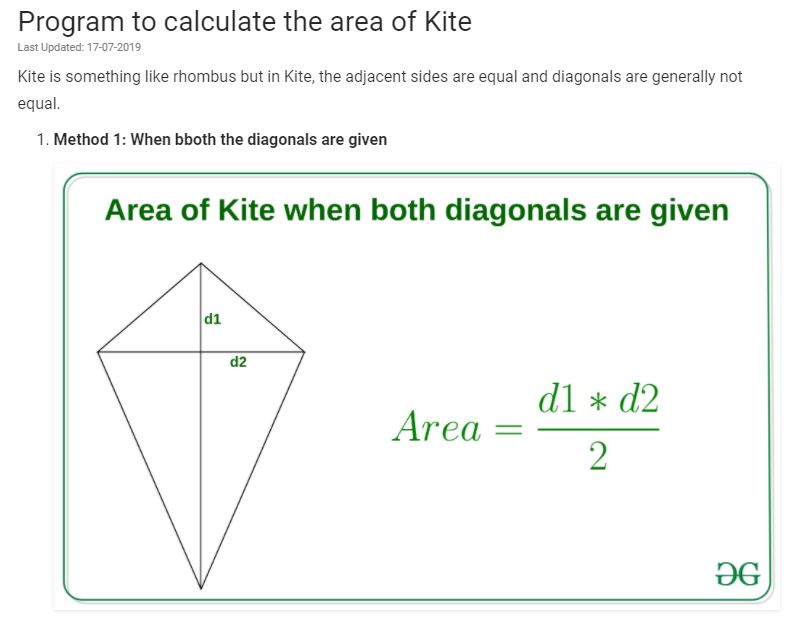 Program to calculate the area of Kite
Last Updated: 17-07-2019
Kite is something like rhombus but in Kite, the adjacent sides are equal and diagonals are generally not
equal.
1. Method 1: When bboth the diagonals are given
Area of Kite when both diagonals are given
d1
d2
Area = d1 * d2
2
GG